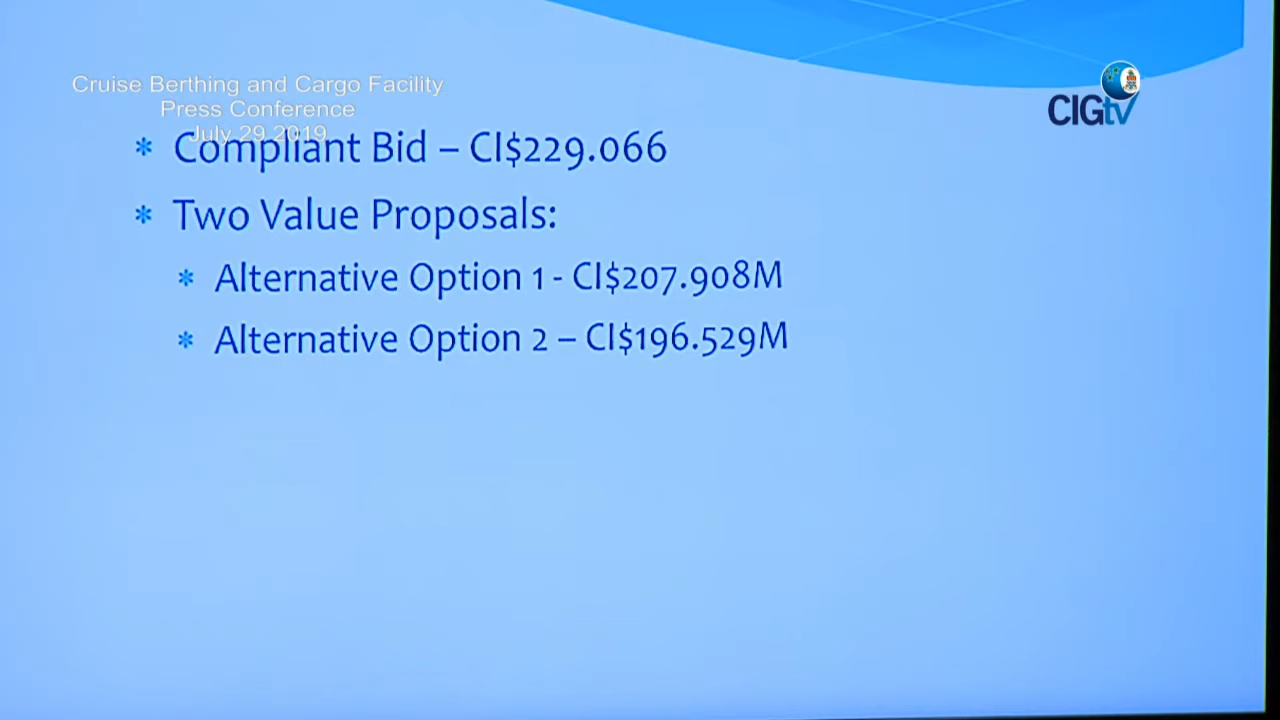 Cruise Berthing and Cargo Facility
Press Conference
July 29 2019
CIGtv
* Compliant Bid – CI$229.066
* Two Value Proposals:
* Alternative Option 1 - CI$207.908M
* Alternative Option 2 – CI$196.529M